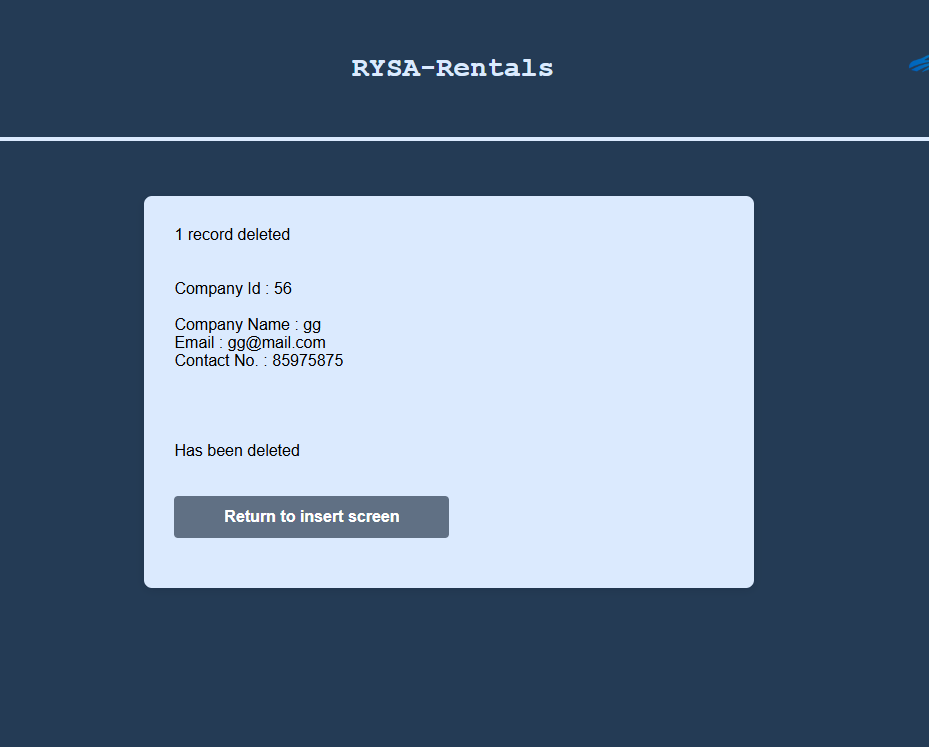 RYSA-Rentals
1 record deleted
Company Id : 56
Company Name : gg
Email : gg@mail.com
Contact No. : 85975875
Has been deleted
Return to insert screen